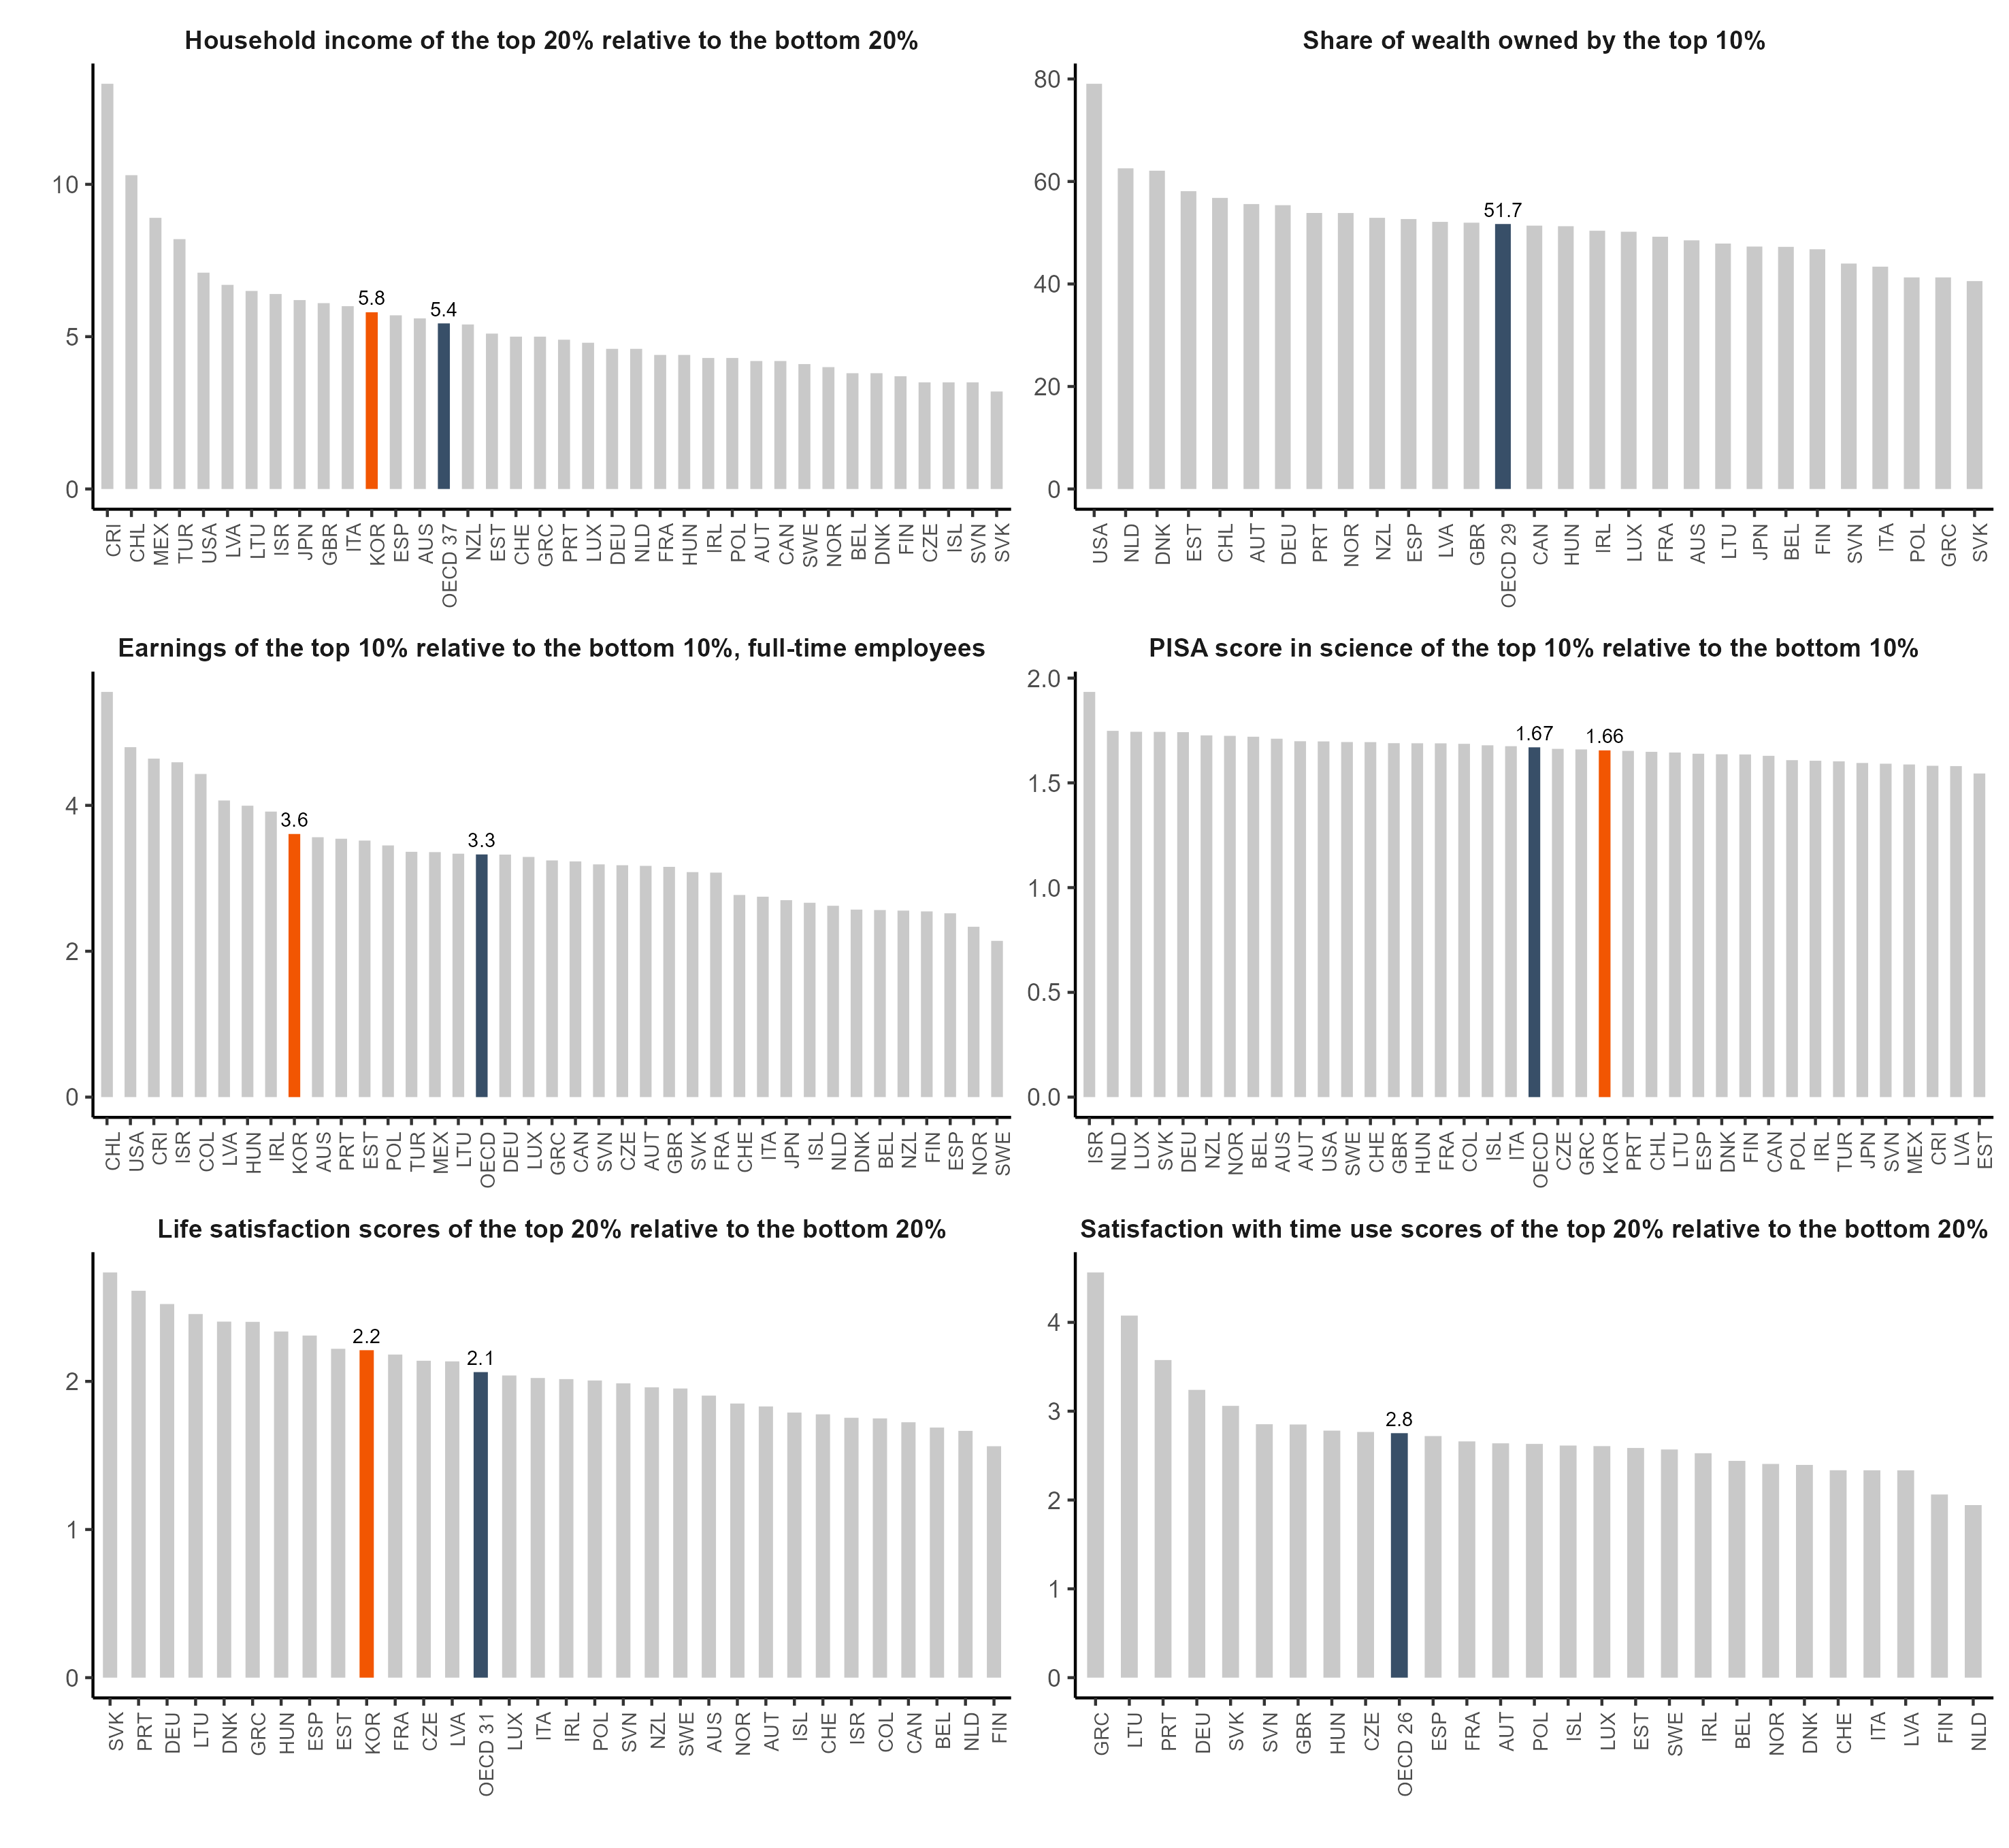 Household income of the top 20% relative to the bottom 20%
10
5
0
5.8
5.4
CRI CHL MEX TUR USA LVA LTU ISR JPN GBR ITA KOR ESP AUS OECD 37 NZL EST CHE GRC PRT LUX DEU NLD FRA HUN IRL POL AUT CAN SWE NOR BEL DNK FIN CZE ISL SVN SVK
Share of wealth owned by the top 10%
80
60
40
20
0
51.7
USA NLD DNK EST CHL AUT DEU PRT NOR NZL ESP LVA GBR OECD 29 CAN HUN IRL LUX FRA AUS LTU JPN BEL FIN SVN ITA POL GRC SVK
Earnings of the top 10% relative to the bottom 10%, full-time employees
4
2
0
3.6
3.3
CHL USA CRI ISR COL LVA HUN IRL KOR AUS PRT EST POL TUR MEX LTU OECD DEU LUX GRC CAN SVN CZE AUT GBR SVK FRA CHE ITA JPN ISL NLD DNK BEL NZL FIN ESP NOR SWE
PISA score in science of the top 10% relative to the bottom 10%
2.0
1.5
1.0
0.5
0.0
1.67
1.66
ISR NLD LUX SVK DEU NZL NOR BEL AUS AUT USA SWE CHE GBR HUN FRA COL ISL ITA OECD CZE GRC KOR PRT CHL LTU ESP DNK FIN CAN POL IRL TUR JPN SVN MEX CRI LVA EST
Life satisfaction scores of the top 20% relative to the bottom 20%
2
1
0
2.2
2.1
SVK PRT DEU LTU DNK GRC HUN ESP EST KOR FRA CZE LVA OECD 31 LUX ITA IRL POL SVN NZL SWE AUS NOR AUT ISL CHE ISR COL CAN BEL NLD FIN
Satisfaction with time use scores of the top 20% relative to the bottom 20%
4
3
2
1
0
2.8
GRC LTU PRT DEU SVK SVN GBR HUN CZE OECD 26 ESP FRA AUT POL ISL LUX EST SWE IRL BEL NOR DNK CHE ITA LVA FIN NLD